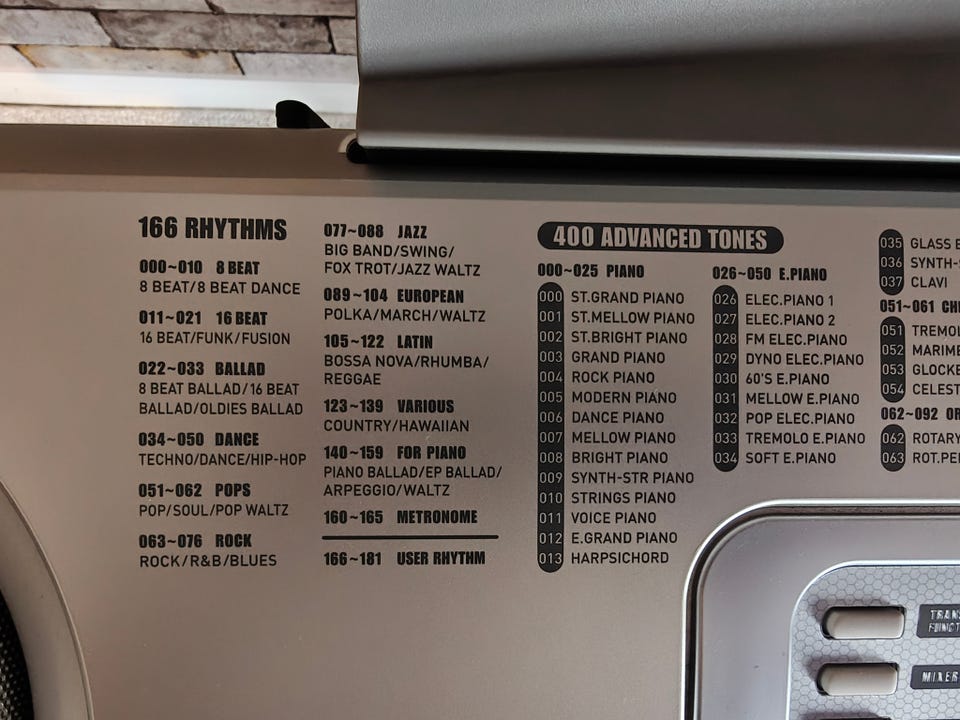 166 RHYTHMS
000~010 8 BEAT
8 BEAT/8 BEAT DANCE
011~021 16 BEAT
16 BEAT/FUNK/FUSION
022~033 BALLAD
8 BEAT BALLAD/16 BEAT
BALLAD/OLDIES BALLAD
034~050 DANCE
TECHNO/DANCE/HIP-HOP
051~062 POPS
POP/SOUL/POP WALTZ
063~076 ROCK
ROCK/R&B/BLUES
077~088 JAZZ
BIG BAND/SWING/
FOX TROT/JAZZ WALTZ
089~104 EUROPEAN
POLKA/MARCH/WALTZ
105~122 LATIN
BOSSA NOVA/RHUMBA/
REGGAE
123~139 VARIOUS
COUNTRY/HAWAIIAN
140~159 FOR PIANO
PIANO BALLAD/EP BALLAD/
ARPEGGIO/WALTZ
160~165 METRONOME
166~181 USER RHYTHM
400 ADVANCED TONES
000~025 PIANO
000 ST.GRAND PIANO
001 ST.MELLOW PIANO
002 ST.BRIGHT PIANO
003 GRAND PIANO
004 ROCK PIANO
005 MODERN PIANO
006 DANCE PIANO
007 MELLOW PIANO
008 BRIGHT PIANO
009 SYNTH-STR PIANO
010 STRINGS PIANO
011 VOICE PIANO
012 E.GRAND PIANO
013 HARPSICHORD
026~050 E.PIANO
026 ELEC.PIANO 1
027 ELEC.PIANO 2
028 FM ELEC.PIANO
029 DYNO ELEC.PIANO
030 60'S E.PIANO
031 MELLOW E.PIANO
032 POP ELEC.PIANO
033 TREMOLO E.PIANO
034 SOFT E.PIANO
035 GLASS
036 SYNTH-
037 CLAVI
051~061
051
052
053
054
062~092
062 ROTARY
063 ROT.
MIXER